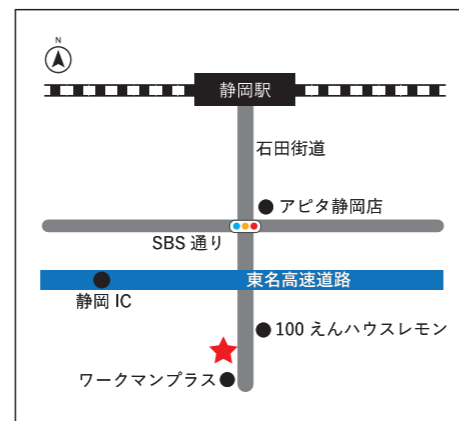 N
静岡駅
石田街道
アピタ静岡店
SBS 通り
東名高速道路
静岡 IC
100 えんハウスレモン
ワークマンプラス